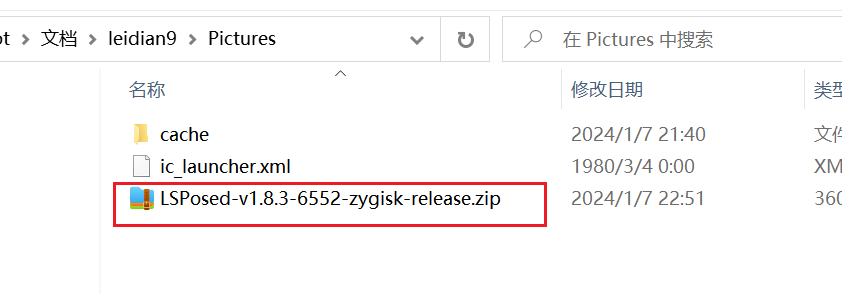 ot > 文档 > leidian9 > Pictures
在 Pictures 中搜索
名称 修改日期 类型
cache 2024/1/7 21:40 文件
ic_launcher.xml 1980/3/4 0:00 XM
LSPosed-v1.8.3-6552-zygisk-release.zip 2024/1/7 22:51 360